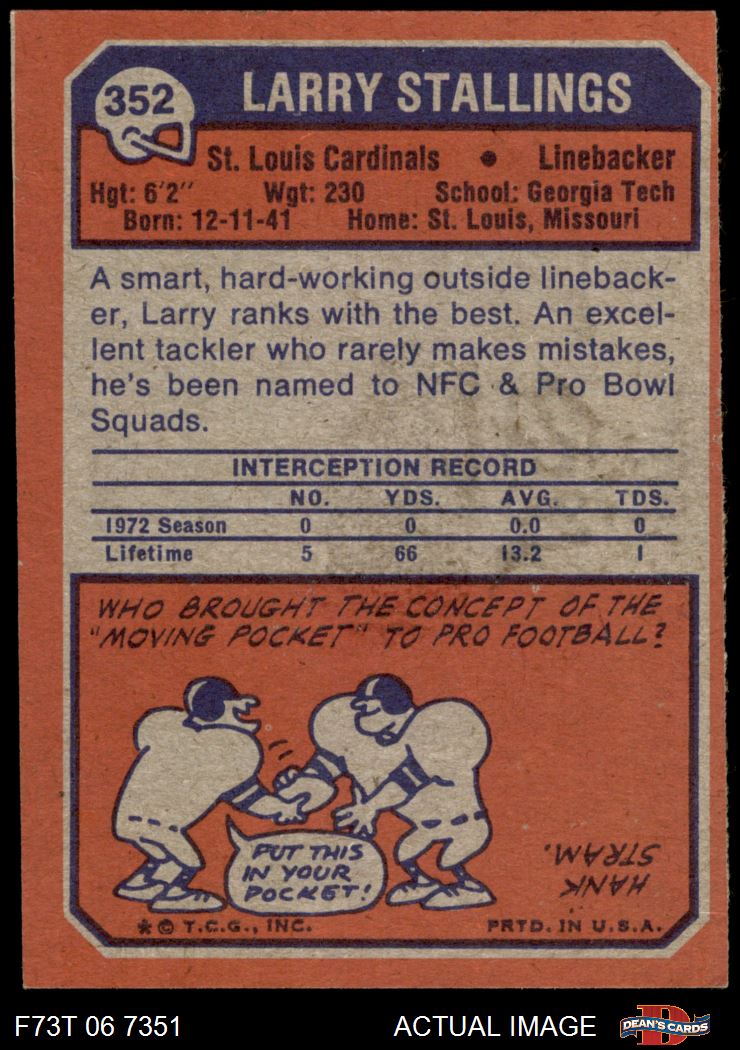 352
LARRY STALLINGS
St. Louis Cardinals • Linebacker
Hgt: 6'2" Wgt: 230 School: Georgia Tech
Born: 12-11-41 Home: St. Louis, Missouri
A smart, hard-working outside lineback-
er, Larry ranks with the best. An excel-
lent tackler who rarely makes mistakes,
he's been named to NFC & Pro Bowl
Squads.
INTERCEPTION RECORD
NO. YDS. AVG. TDS.
1972 Season 0 0 0.0 0
Lifetime 5 66 13.2 1
WHO BROUGHT THE CONCEPT OF THE
"MOVING POCKET" TO PRO FOOTBALL?
PUT THIS
IN YOUR
POCKET!
HANK
STRAM.
* © T.C.G., INC. PRTD. IN U.S.A.
F73T 06 7351 ACTUAL IMAGE
D
DEAN'S CARDS